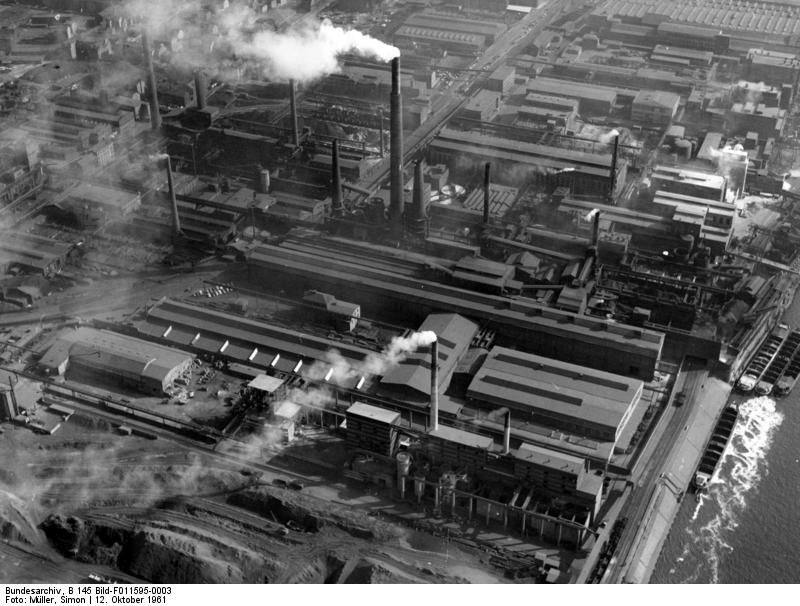 Bundesarchiv, B 145 Bild-F011595-0003
Foto: Müller, Simon | 12. Oktober 1961